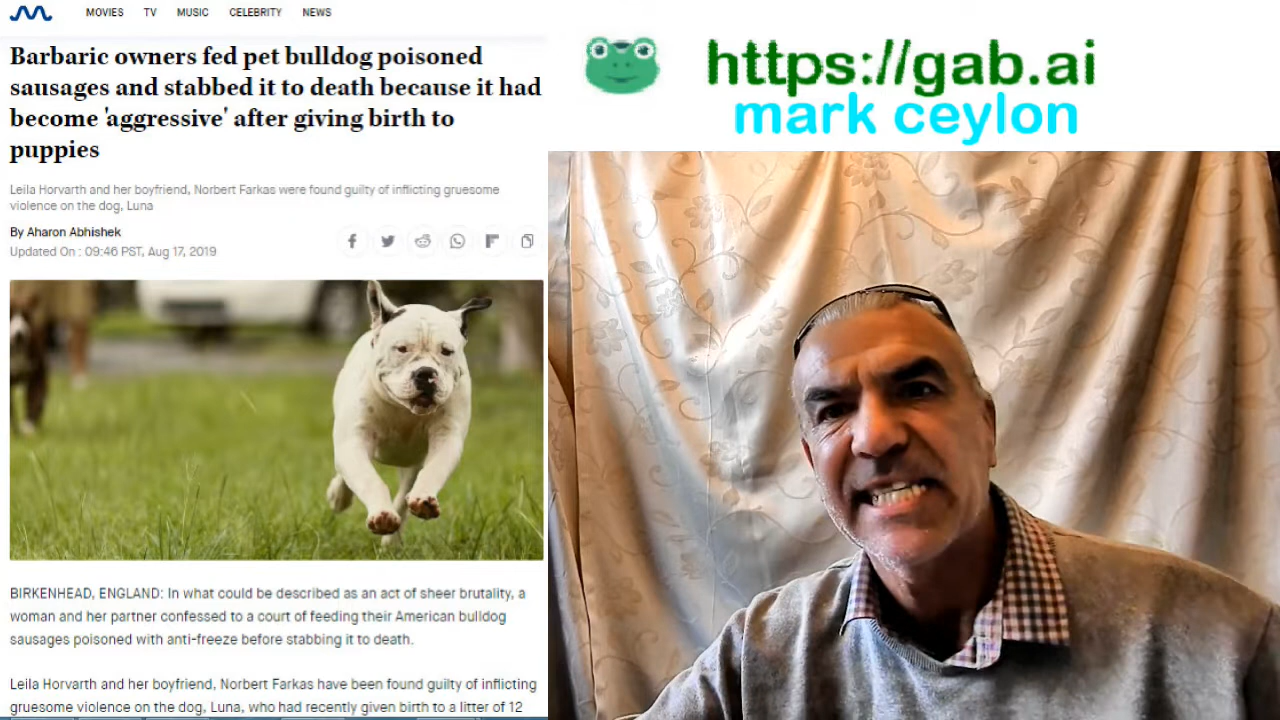 MOVIES TV MUSIC CELEBRITY NEWS
Barbaric owners fed pet bulldog poisoned
sausages and stabbed it to death because it had
become 'aggressive' after giving birth to
puppies
Leila Horvarth and her boyfriend, Norbert Farkas were found guilty of inflicting gruesome
violence on the dog, Luna
By Aharon Abhishek
Updated On : 09:46 PST, Aug 17, 2019
BIRKENHEAD, ENGLAND: In what could be described as an act of sheer brutality, a
woman and her partner confessed to a court of feeding their American bulldog
sausages poisoned with anti-freeze before stabbing it to death.
Leila Horvarth and her boyfriend, Norbert Farkas have been found guilty of inflicting
gruesome violence on the dog, Luna, who had recently given birth to a litter of 12
https://gab.ai
mark ceylon